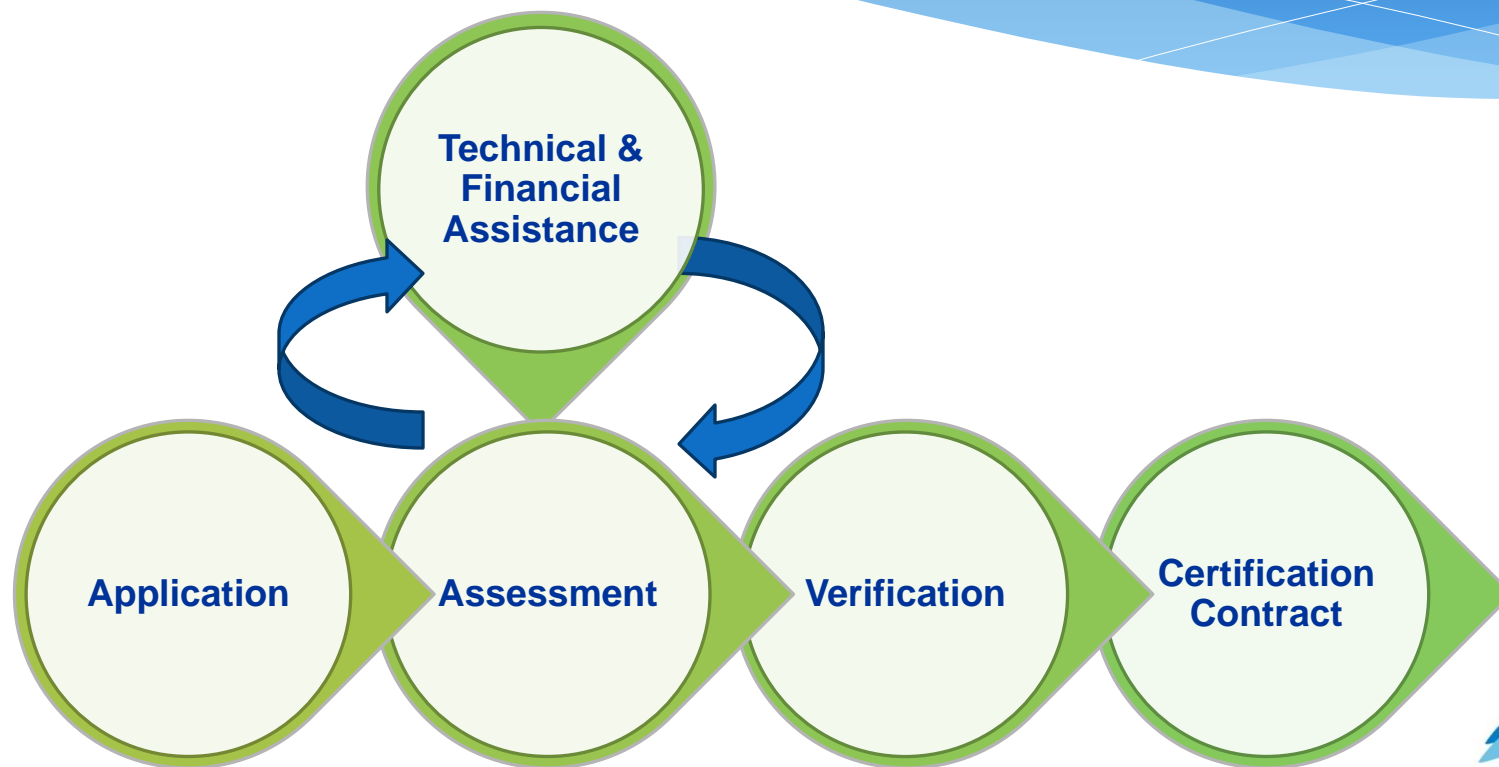 Technical &
Financial
Assistance
Application
Assessment
Verification
Certification
Contract